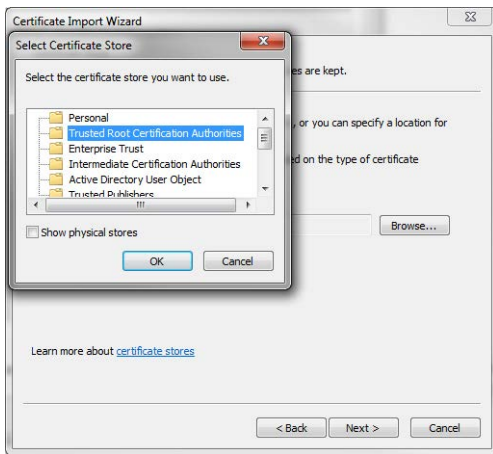 Certificate Import Wizard
Select Certificate Store
Select the certificate store you want to use.
Personal
Trusted Root Certification Authorities
Enterprise Trust
Intermediate Certification Authorities
Active Directory User Object
Trusted Publishers
Show physical stores
OK Cancel
es are kept.
, or you can specify a location for
on the type of certificate
Browse...
Learn more about certificate stores
< Back Next > Cancel